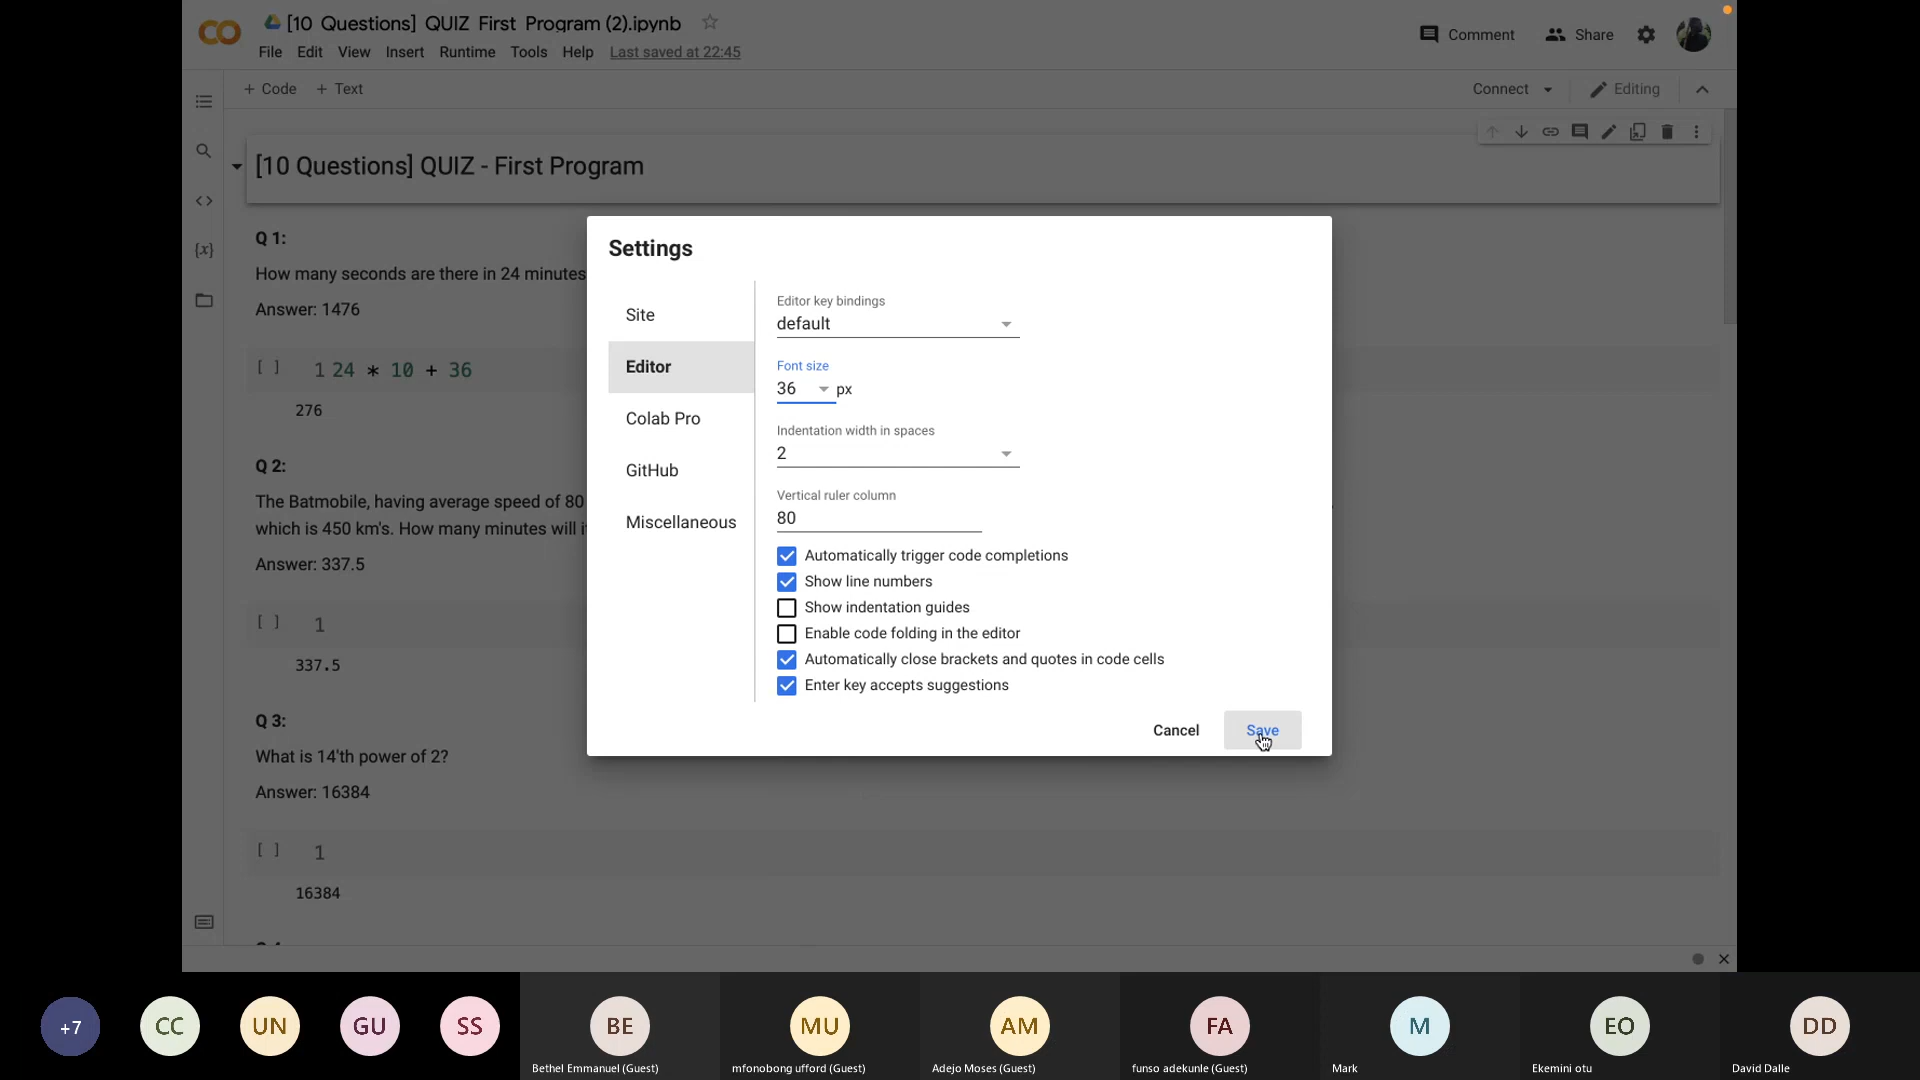 [10 Questions] QUIZ First Program (2).ipynb
File Edit View Insert Runtime Tools Help Last saved at 22:45
Comment Share
+ Code + Text
Connect Editing
[10 Questions] QUIZ - First Program
Q 1:
How many seconds are there in 24 minutes
Answer: 1476
[ ] 1 24 * 10 + 36
276
Q 2:
The Batmobile, having average speed of 80
which is 450 km's. How many minutes will i
Answer: 337.5
[ ] 1
337.5
Q 3:
What is 14'th power of 2?
Answer: 16384
[ ] 1
16384
Settings
Site
Editor
Colab Pro
GitHub
Miscellaneous
Editor key bindings
default
Font size
36 px
Indentation width in spaces
2
Vertical ruler column
80
Automatically trigger code completions
Show line numbers
Show indentation guides
Enable code folding in the editor
Automatically close brackets and quotes in code cells
Enter key accepts suggestions
Cancel Save
+7 CC UN GU SS BE MU AM FA M EO DD
Bethel Emmanuel (Guest) mfonobong ufford (Guest) Adejo Moses (Guest) funso adekunle (Guest) Mark Ekemini otu David Dalle